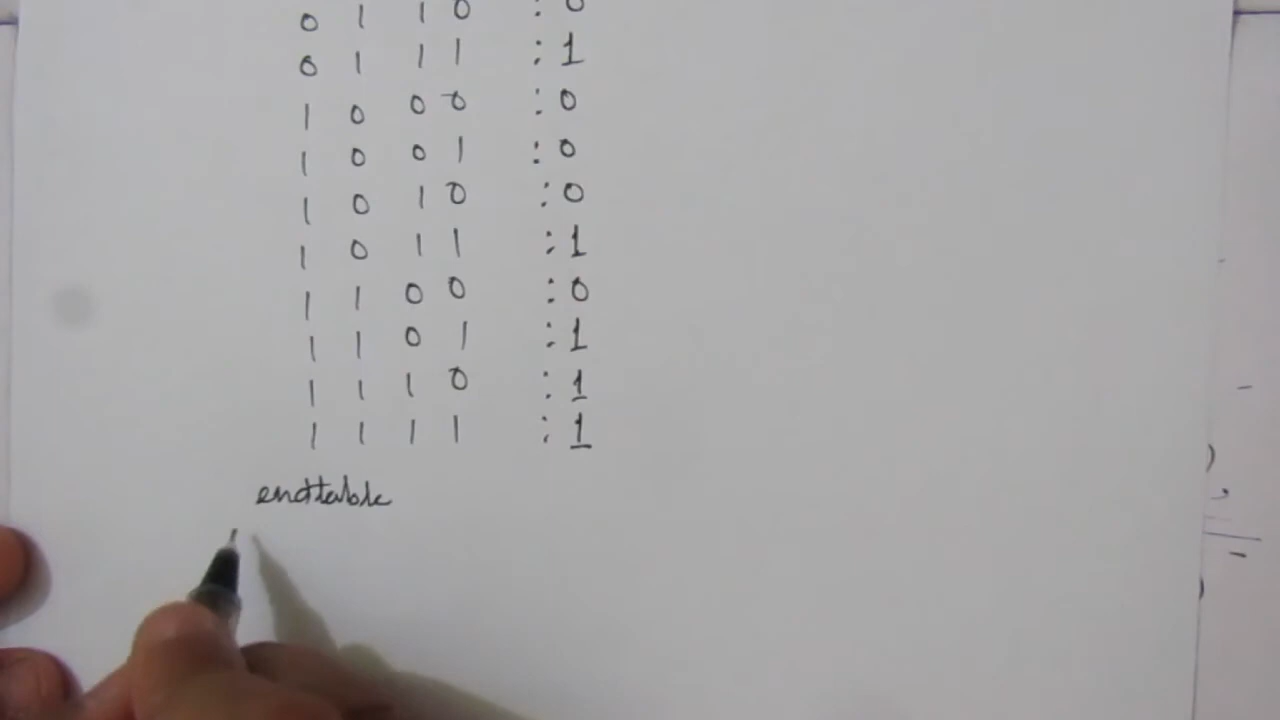 0 1 1 0 : 0
0 1 1 1 : 1
1 0 0 0 : 0
1 0 0 1 : 0
1 0 1 0 : 0
1 0 1 1 : 1
1 1 0 0 : 0
1 1 0 1 : 1
1 1 1 0 : 1
1 1 1 1 : 1
endtable